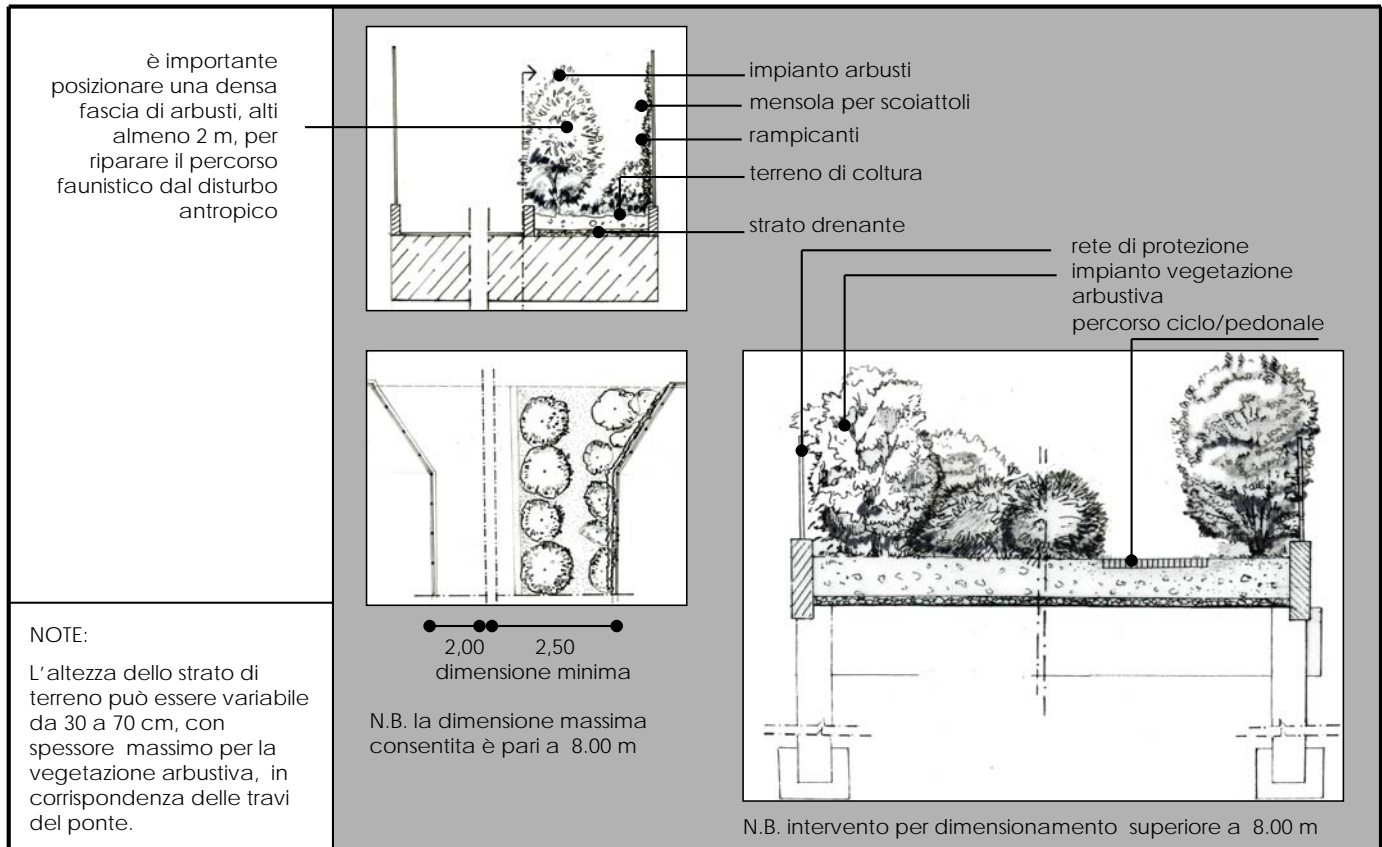 è importante
posizionare una densa
fascia di arbusti, alti
almeno 2 m, per
riparare il percorso
faunistico dal disturbo
antropico
impianto arbusti
mensola per scoiattoli
rampicanti
terreno di coltura
strato drenante
rete di protezione
impianto vegetazione
arbustiva
percorso ciclo/pedonale
2,00 2,50
dimensione minima
N.B. la dimensione massima
consentita è pari a 8.00 m
NOTE:
L'altezza dello strato di
terreno può essere variabile
da 30 a 70 cm, con
spessore massimo per la
vegetazione arbustiva, in
corrispondenza delle travi
del ponte.
N.B. intervento per dimensionamento superiore a 8.00 m